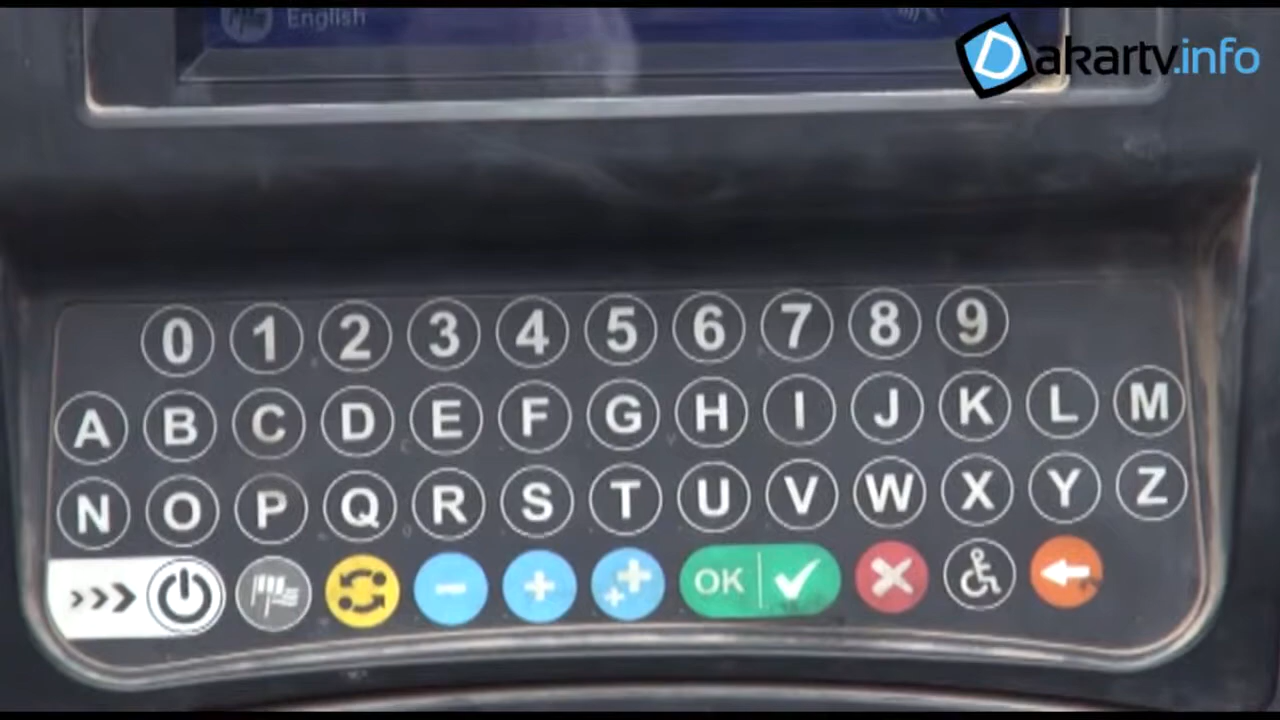 English
Dakartv.info
0 1 2 3 4 5 6 7 8 9
A B C D E F G H I J K L M
N O P Q R S T U V W X Y Z
>>> - + ++ OK